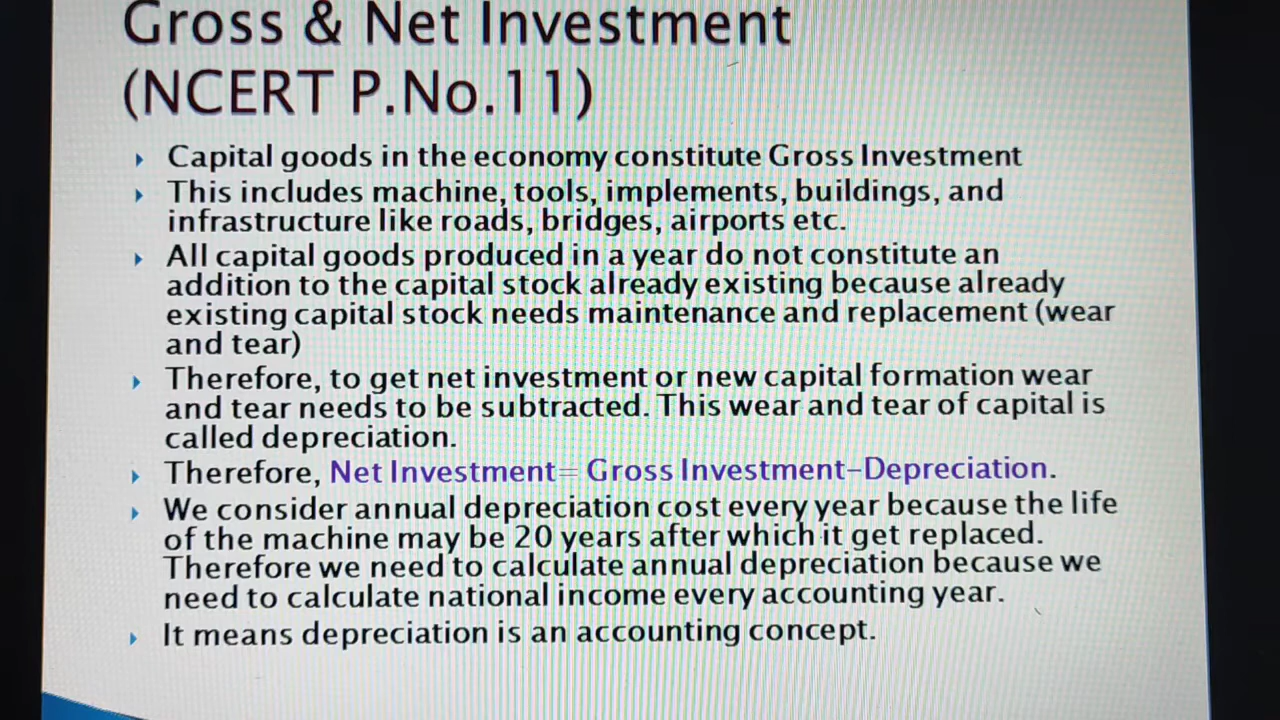 Gross & Net Investment
(NCERT P.No.11)
Capital goods in the economy constitute Gross Investment
This includes machine, tools, implements, buildings, and
infrastructure like roads, bridges, airports etc.
All capital goods produced in a year do not constitute an
addition to the capital stock already existing because already
existing capital stock needs maintenance and replacement (wear
and tear)
Therefore, to get net investment or new capital formation wear
and tear needs to be subtracted. This wear and tear of capital is
called depreciation.
Therefore, Net Investment= Gross Investment-Depreciation.
We consider annual depreciation cost every year because the life
of the machine may be 20 years after which it get replaced.
Therefore we need to calculate annual depreciation because we
need to calculate national income every accounting year.
It means depreciation is an accounting concept.